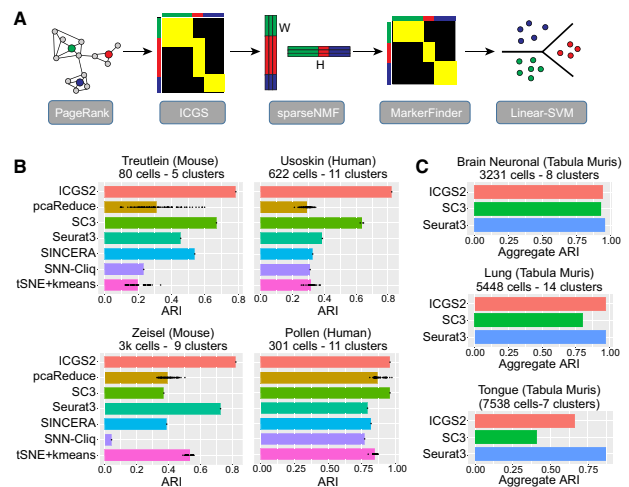 A
W
H
PageRank
ICGS
sparseNMF
MarkerFinder
Linear-SVM
B
Treutlein (Mouse)
80 cells - 5 clusters
ICGS2
pcaReduce
SC3
Seurat3
SINCERA
SNN-Cliq
tSNE+kmeans
0.0 0.2 0.4 0.6 0.8
ARI
Usoskin (Human)
622 cells - 11 clusters
0.0 0.2 0.4 0.6 0.8
ARI
Zeisel (Mouse)
3k cells - 9 clusters
ICGS2
pcaReduce
SC3
Seurat3
SINCERA
SNN-Cliq
tSNE+kmeans
0.0 0.2 0.4 0.6 0.8
ARI
Pollen (Human)
301 cells - 11 clusters
0.00 0.25 0.50 0.75 1.00
ARI
C
Brain Neuronal (Tabula Muris)
3231 cells - 8 clusters
ICGS2
SC3
Seurat3
0.00 0.25 0.50 0.75 1.00
Aggregate ARI
Lung (Tabula Muris)
5448 cells - 14 clusters
ICGS2
SC3
Seurat3
0.00 0.25 0.50 0.75 1.00
Aggregate ARI
Tongue (Tabula Muris)
(7538 cells-7 clusters)
ICGS2
SC3
Seurat3
0.00 0.25 0.50 0.75
Aggregate ARI